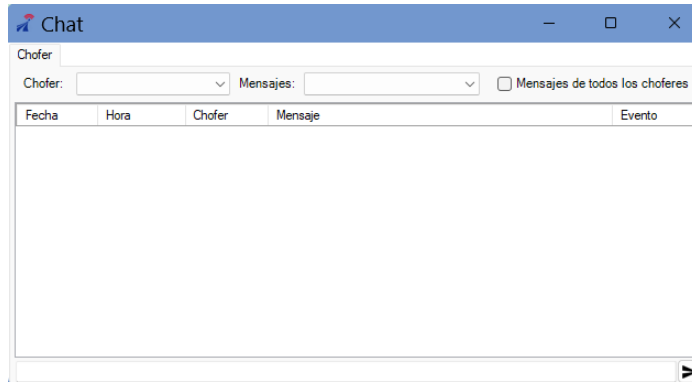 Chat
Chofer
Chofer: Mensajes: Mensajes de todos los choferes
Fecha Hora Chofer Mensaje Evento